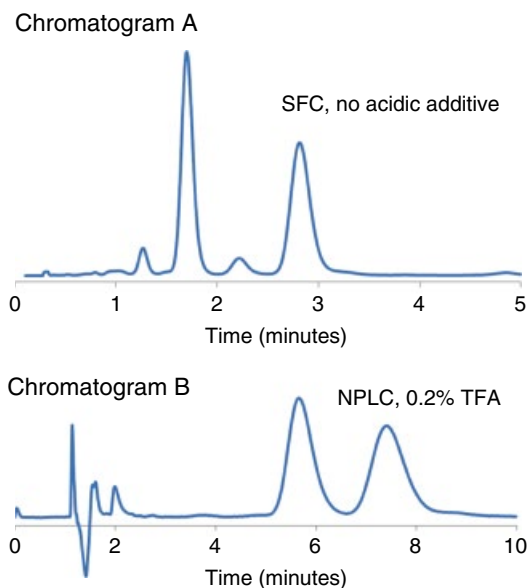 Chromatogram A
SFC, no acidic additive
0 1 2 3 4 5
Time (minutes)
Chromatogram B
NPLC, 0.2% TFA
0 2 4 6 8 10
Time (minutes)